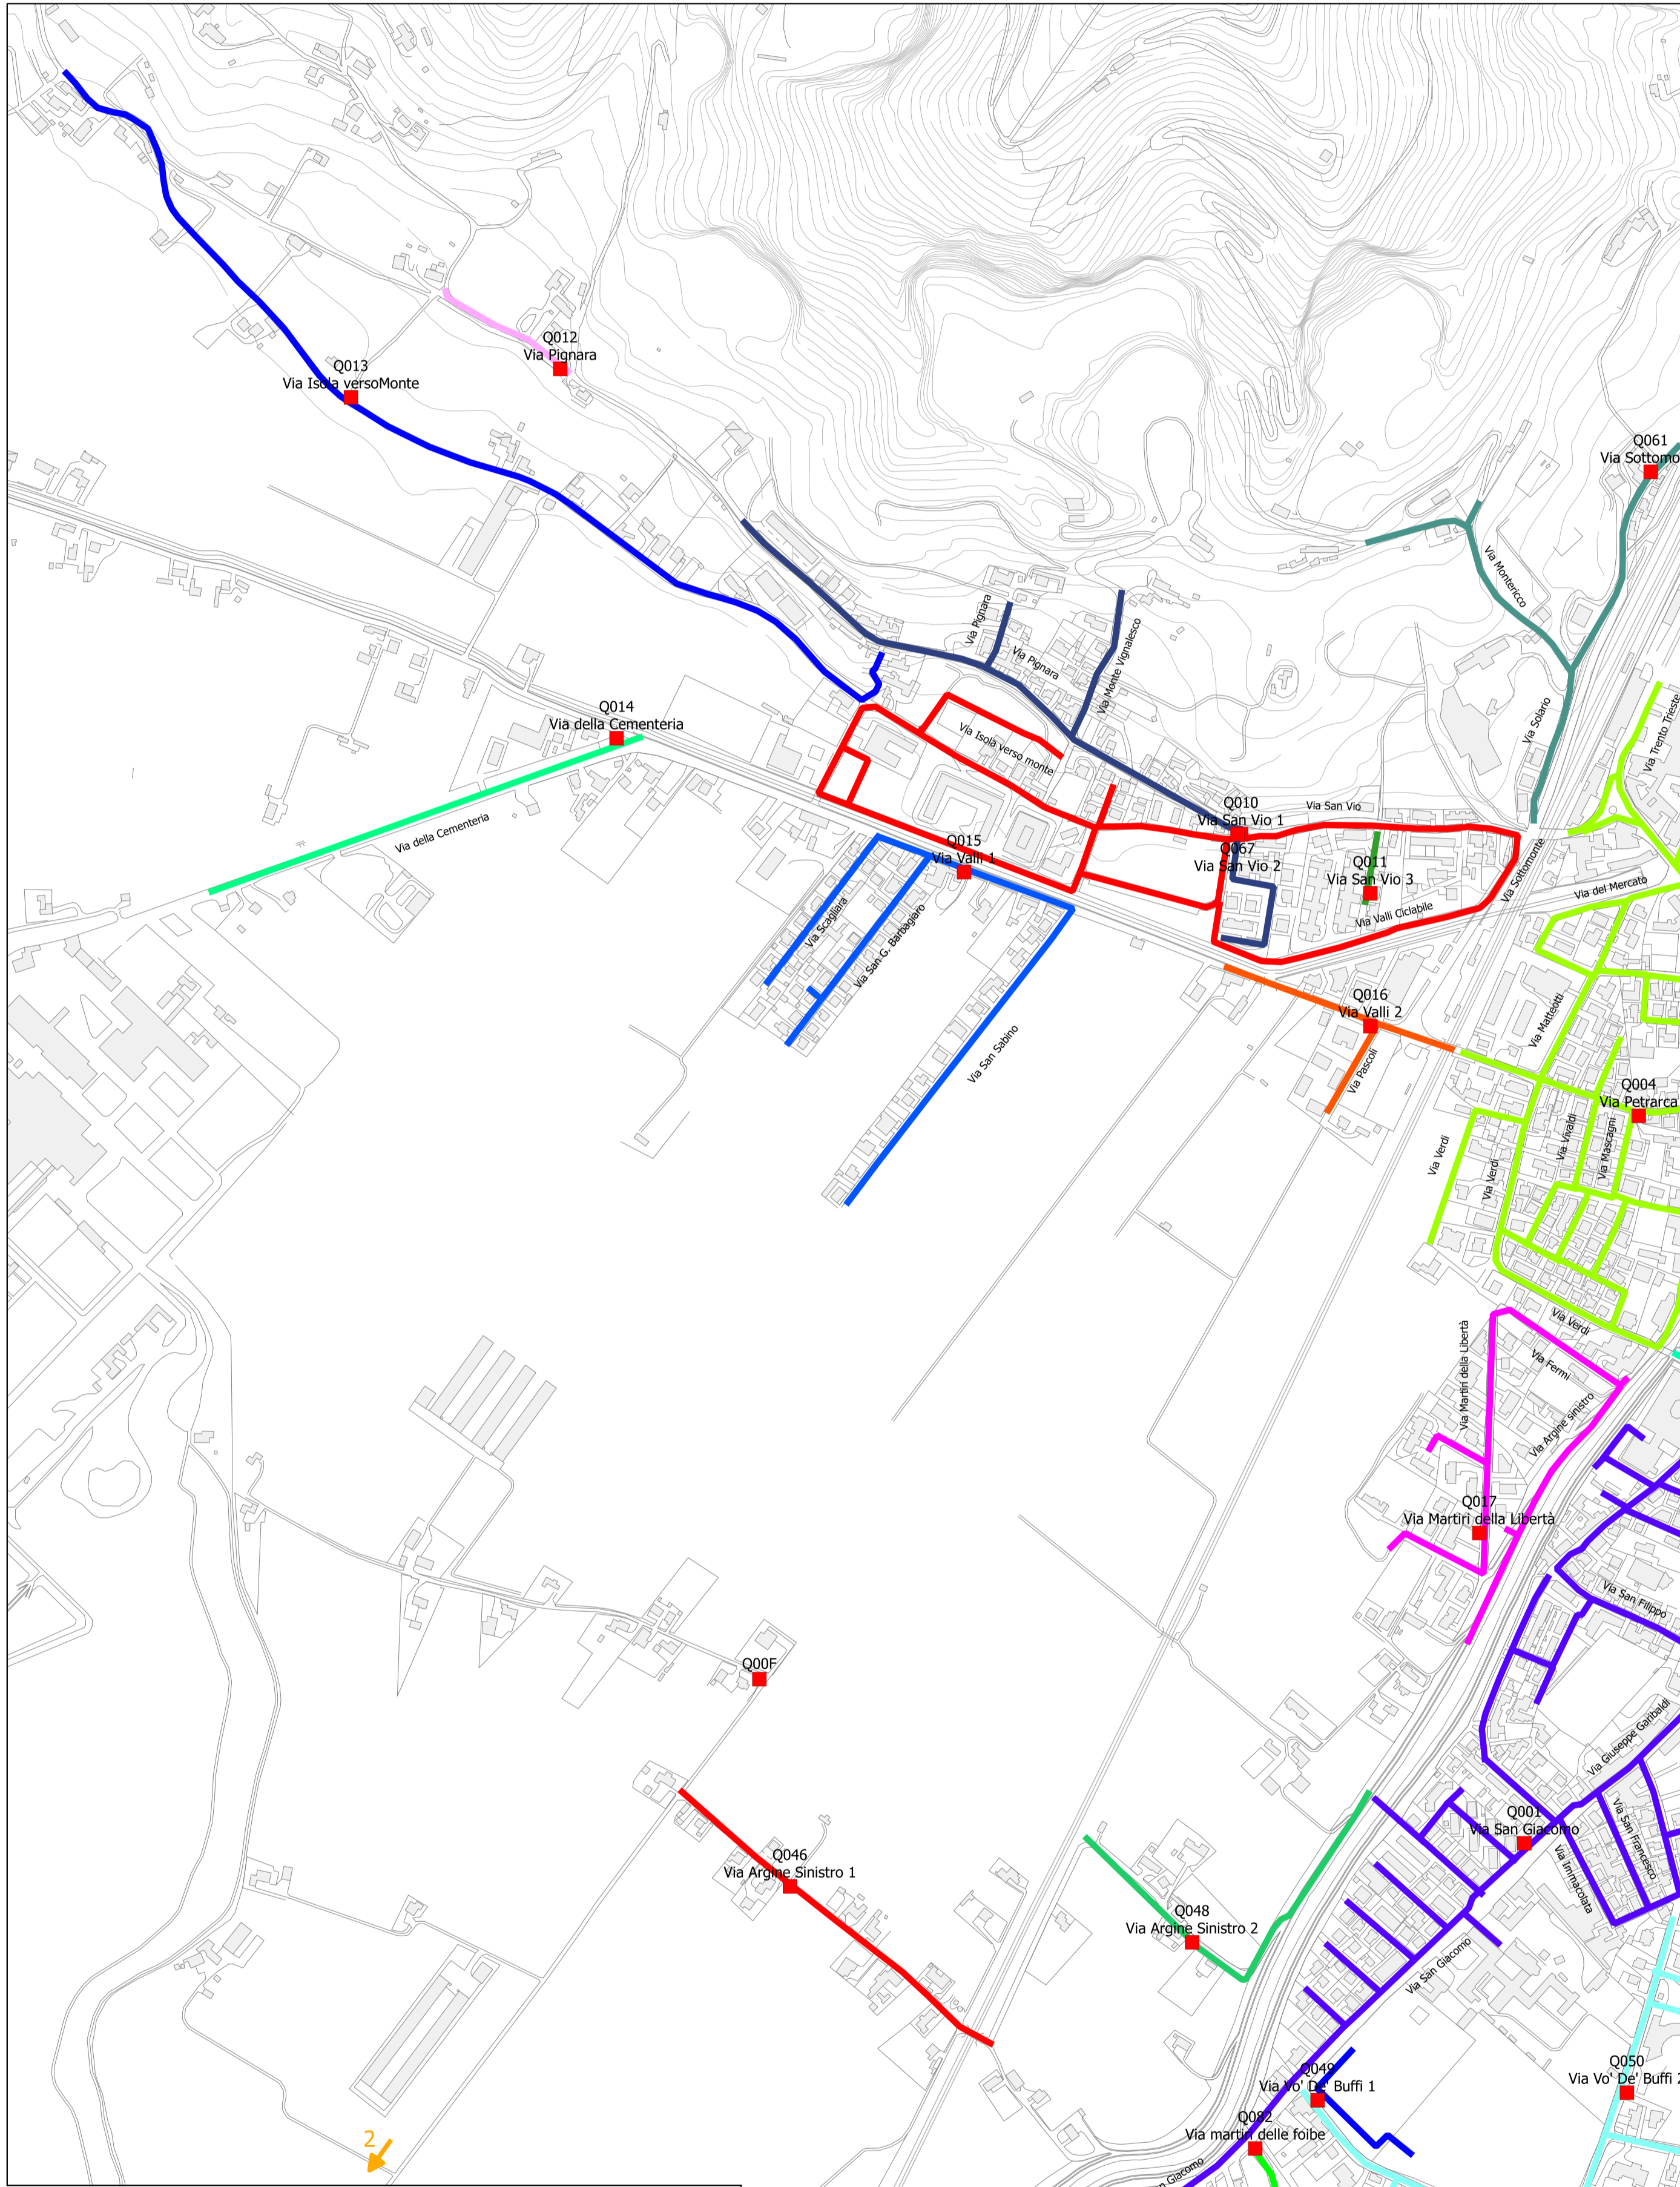 Q012
Via Pignara
Q013
Via Isola versoMonte
Q061
Via Sottomo
Via Montericco
Via Pignara
Via Monte Vignalesco
Via Pignara
Via Solario
Via Trento Trieste
Q014
Via della Cementeria
Via Isola verso monte
Via della Cementeria
Q010
Via San Vio 1
Via San Vio
Q067
Via San Vio 2
Q011
Via San Vio 3
Via Sottomonte
Via del Mercato
Q015
Via Valli 1
Via Scagliara
Via San G. Barbagiaro
Via Valli Ciclabile
Q016
Via Valli 2
Via Matteotti
Via San Sabino
Via Pascoli
Q004
Via Petrarca
Via Verdi
Via Verdi
Via Vivaldi
Via Mascagni
Via Verdi
Via Martiri della Libertà
Via Fermi
Via Argine sinistro
Q017
Via Martiri della Libertà
Via San Filippo
Q00F
Via Giuseppe Garibaldi
Q001
Via San Giacomo
Via San Francesco
Via Immacolata
Q046
Via Argine Sinistro 1
Q048
Via Argine Sinistro 2
Via San Giacomo
Q049
Via Vo' De' Buffi 1
Q050
Via Vo' De' Buffi 2
Q082
Via martiri delle foibe
n Giacomo
2